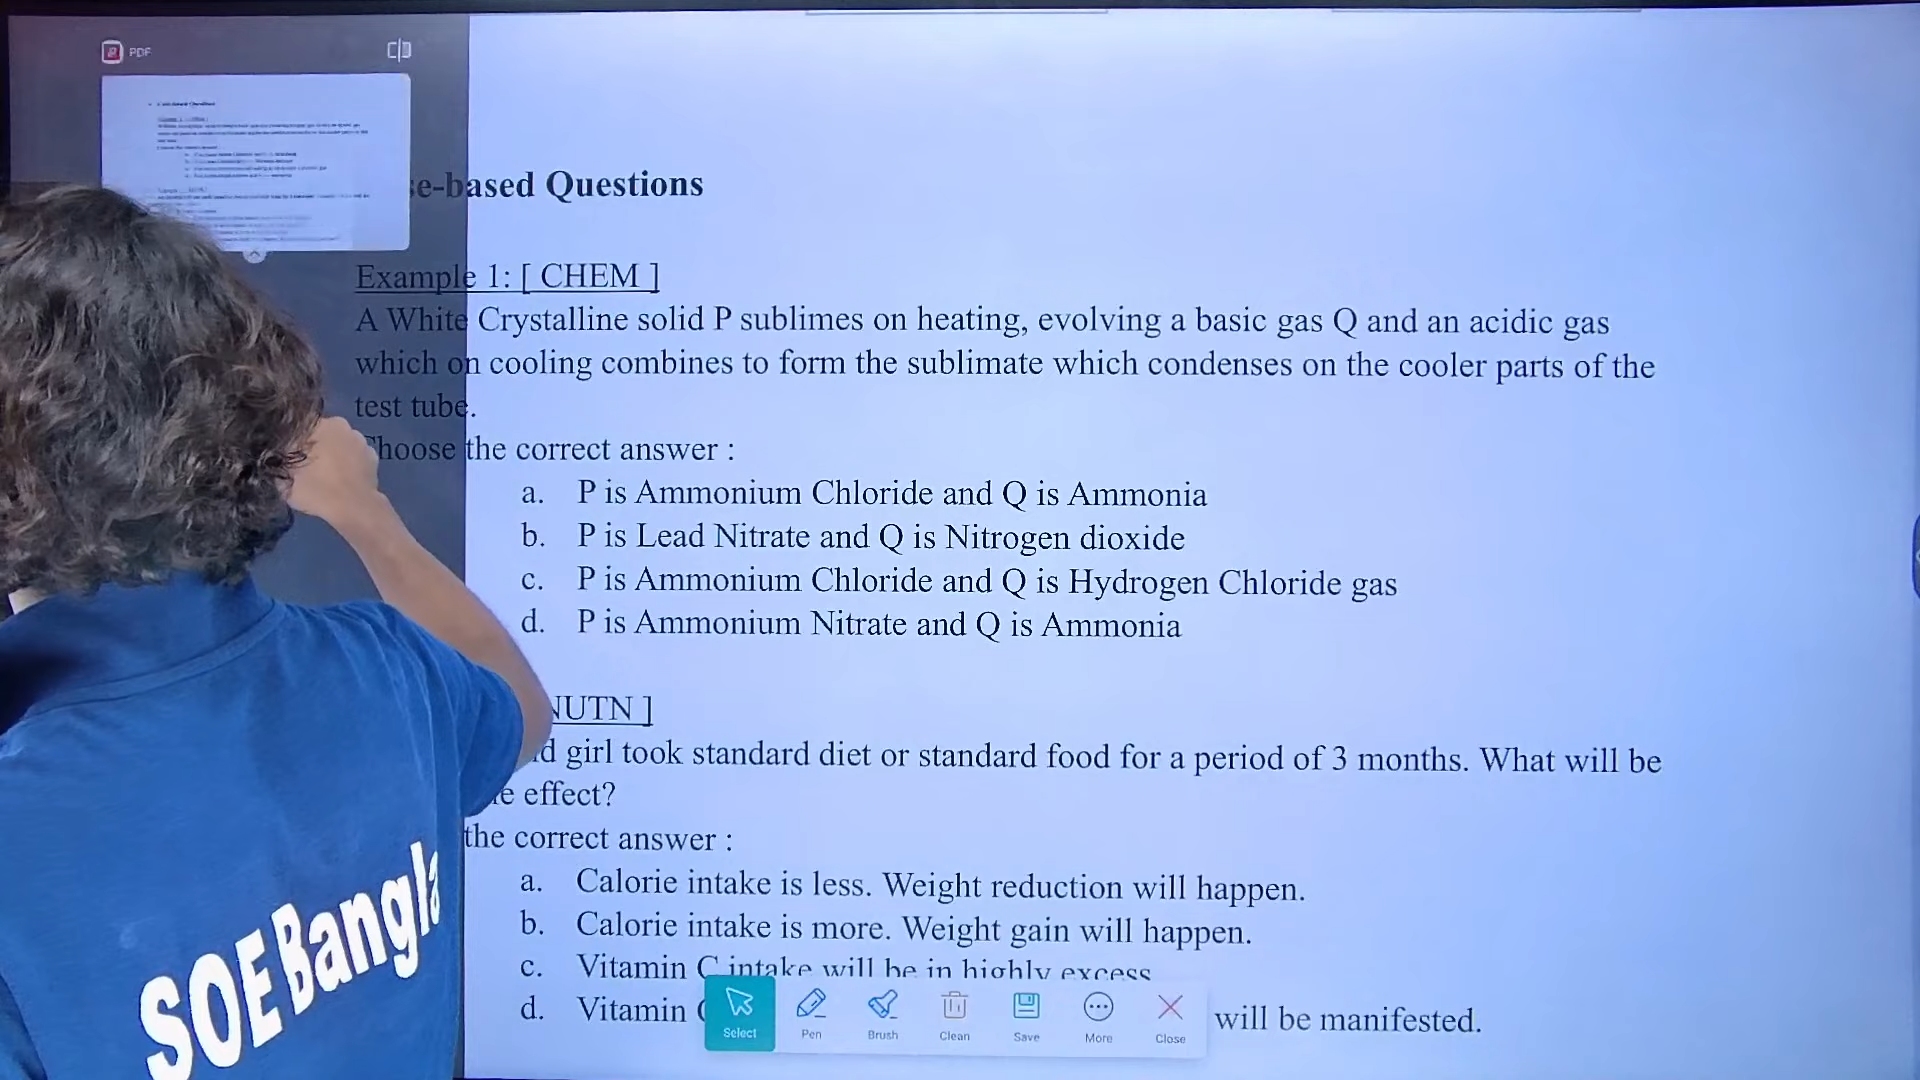 PDF
e-based Questions
Example 1: [ CHEM ]
A White Crystalline solid P sublimes on heating, evolving a basic gas Q and an acidic gas
which on cooling combines to form the sublimate which condenses on the cooler parts of the
test tube.
Choose the correct answer :
a. P is Ammonium Chloride and Q is Ammonia
b. P is Lead Nitrate and Q is Nitrogen dioxide
c. P is Ammonium Chloride and Q is Hydrogen Chloride gas
d. P is Ammonium Nitrate and Q is Ammonia
NUTN ]
girl took standard diet or standard food for a period of 3 months. What will be
effect?
the correct answer :
a. Calorie intake is less. Weight reduction will happen.
b. Calorie intake is more. Weight gain will happen.
c. Vitamin C intake will be in highly excess
d. Vitamin will be manifested.
Select Pen Brush Clean Save More Close
SOE Bangla